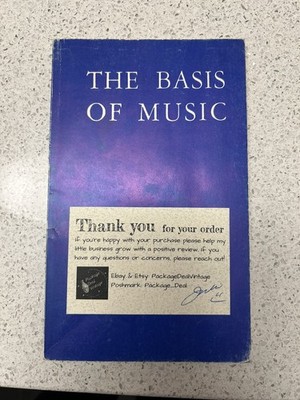 THE BASIS
OF MUSIC
Thank you for your order
if you're happy with your purchase please help my
little business grow with a positive review. if you
have any questions or concerns, please reach out!
Ebay & Etsy: PackageDealVintage
Poshmark: Package_Deal